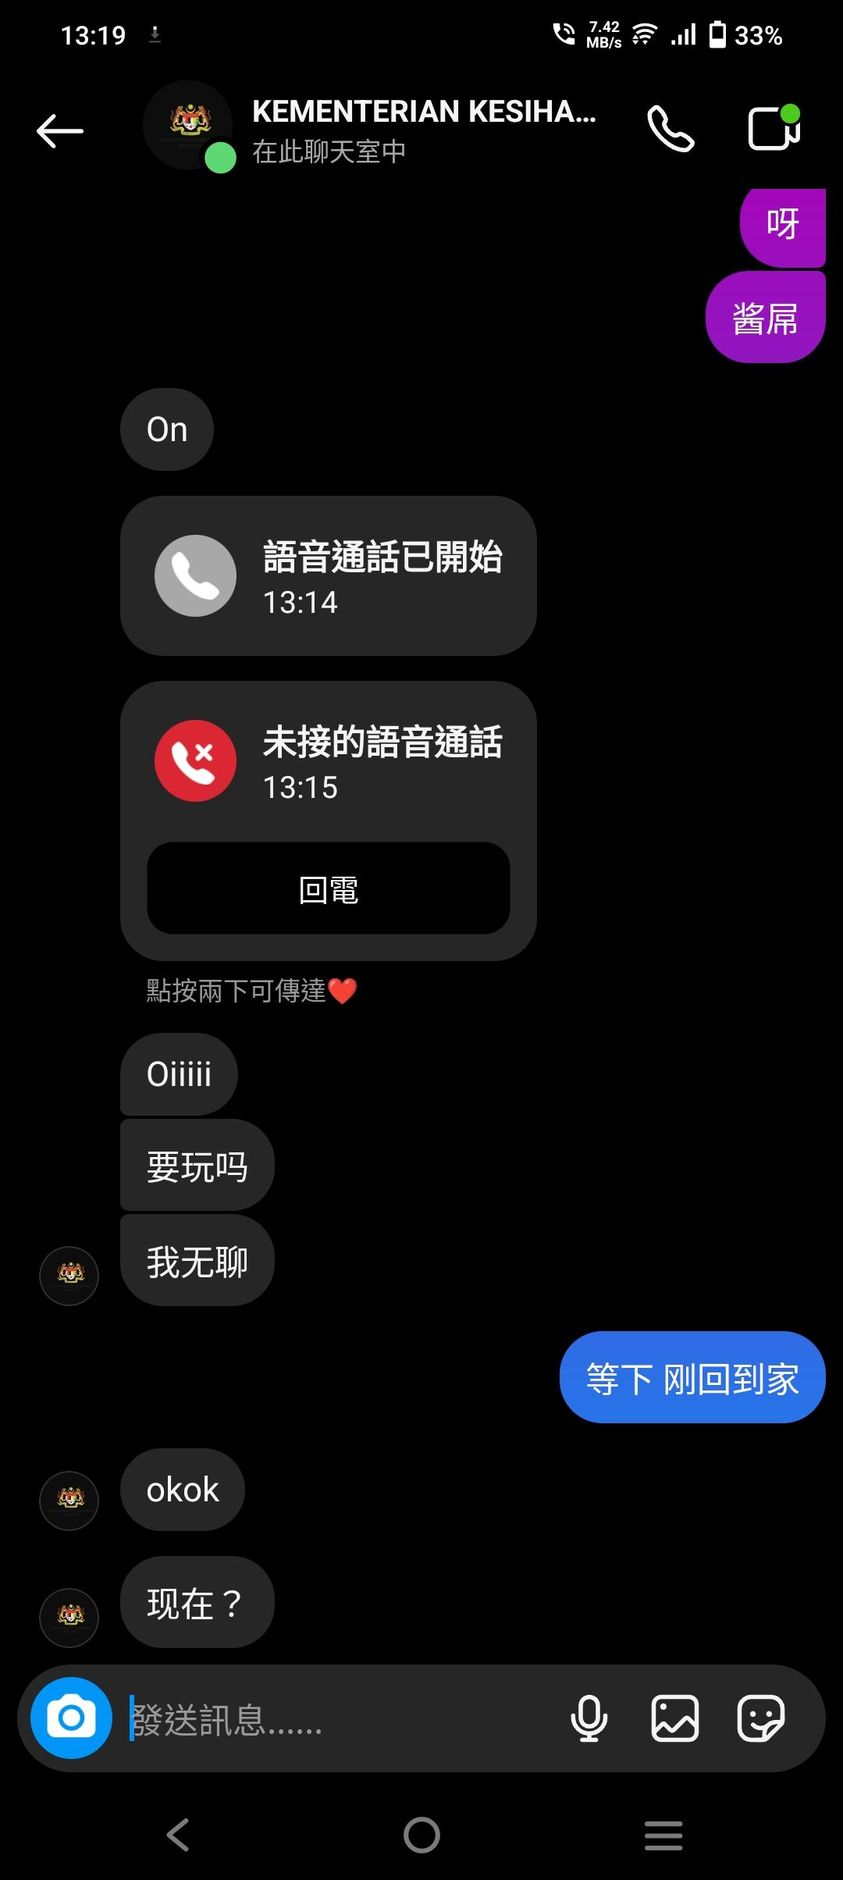 13:19
7.42
MB/s
33%
KEMENTERIAN KESIHA...
在此聊天室中
呀
酱屌
On
語音通話已開始
13:14
未接的語音通話
13:15
回電
點按兩下可傳達❤️
Oiiiii
要玩吗
我无聊
等下 刚回到家
okok
现在？
發送訊息......